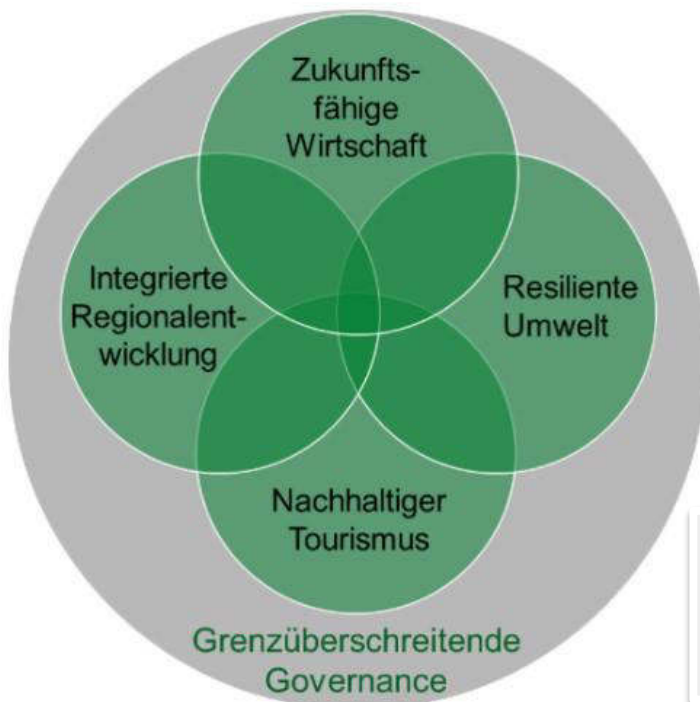 Zukunfts-
fähige
Wirtschaft
Integrierte
Regionalent-
wicklung
Resiliente
Umwelt
Nachhaltiger
Tourismus
Grenzüberschreitende
Governance